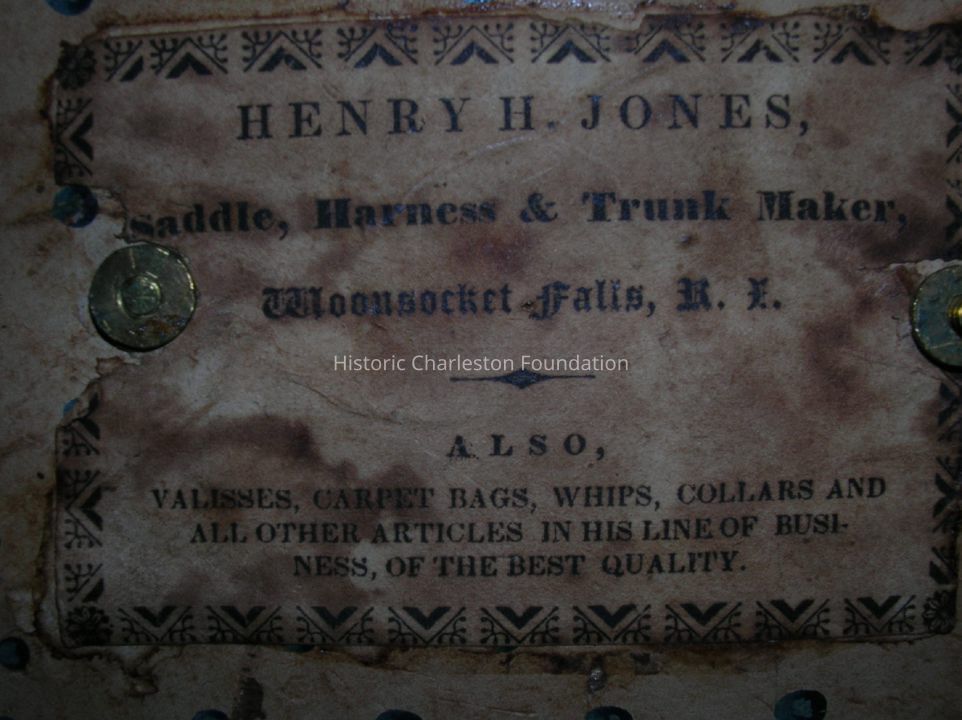 HENRY H. JONES,
Saddle, Harness & Trunk Maker,
Woonsocket Falls, R. I.
Historic Charleston Foundation
ALSO,
VALISSES, CARPET BAGS, WHIPS, COLLARS AND
ALL OTHER ARTICLES IN HIS LINE OF BUSI-
NESS, OF THE BEST QUALITY.